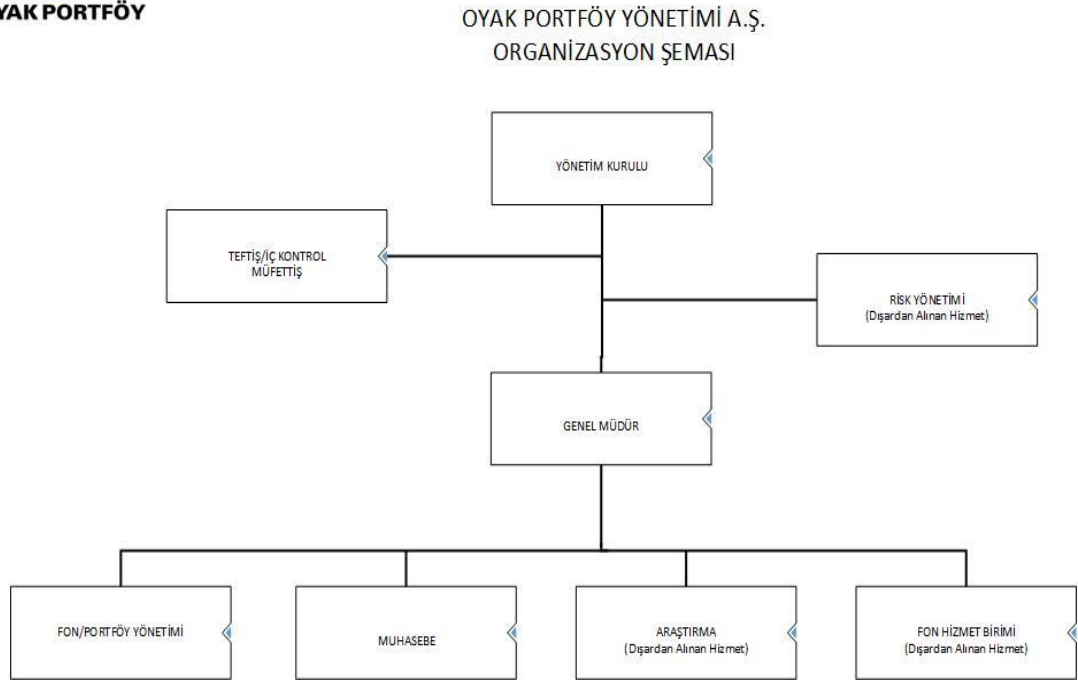 YAK PORTFÖY
OYAK PORTFÖY YÖNETİMİ A.Ş.
ORGANİZASYON ŞEMASI
YÖNETİM KURULU
TEFTİŞ/İÇ KONTROL
MÜFETTİŞ
RİSK YÖNETİMİ
(Dışardan Alınan Hizmet)
GENEL MÜDÜR
FON/PORTFÖY YÖNETİMİ
MUHASEBE
ARAŞTIRMA
(Dışardan Alınan Hizmet)
FON HİZMET BİRİMİ
(Dışardan Alınan Hizmet)